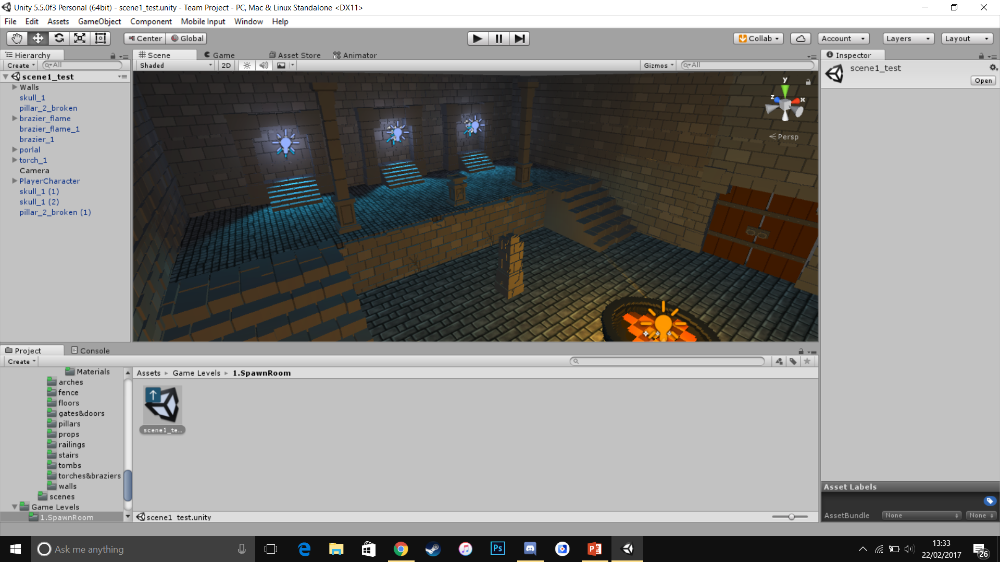 Unity 5.5.0f3 Personal (64bit) - scene1_test.unity - Team Project - PC, Mac & Linux Standalone <DX11>
File Edit Assets GameObject Component Mobile Input Window Help
Center Global Collab Account Layers Layout
Hierarchy
Create All
scene1_test
Walls
skull_1
pillar_2_broken
brazier_flame
brazier_flame_1
brazier_1
porlal
torch_1
Camera
PlayerCharacter
skull_1 (1)
skull_1 (2)
pillar_2_broken (1)
Scene Game Asset Store Animator
Shaded 2D Gizmos All
y
z x
Persp
Inspector
scene1_test
Open
Project Console
Create
Materials
arches
fence
floors
gates&doors
pillars
props
railings
stairs
tombs
torches&braziers
walls
scenes
Game Levels
1.SpawnRoom
Assets Game Levels 1.SpawnRoom
scene1_te...
scene1_test.unity
Asset Labels
AssetBundle None None
Ask me anything
Ps
P
13:33
22/02/2017
26